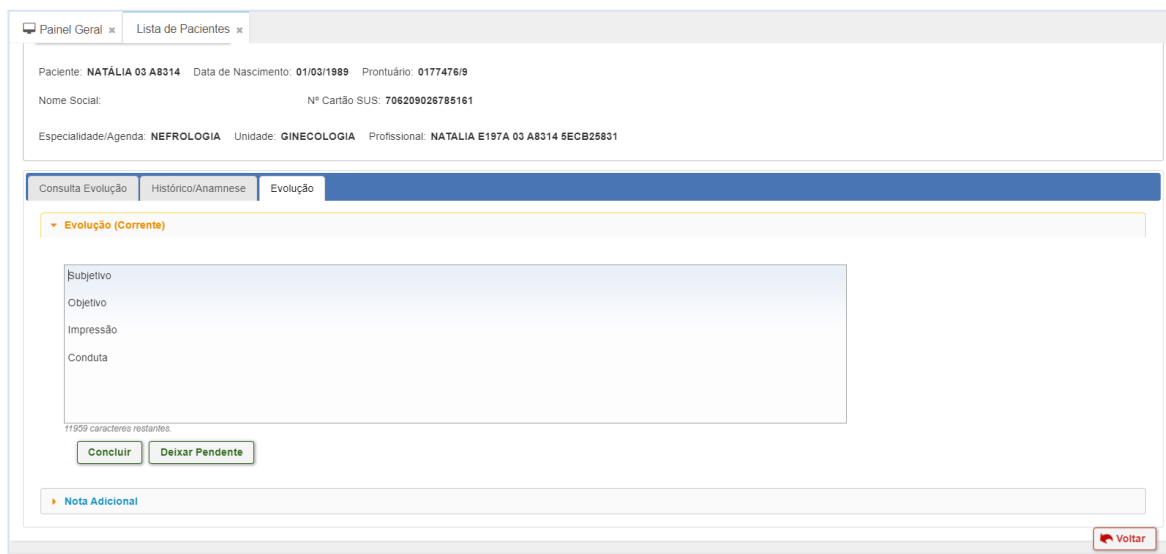 Painel Geral × Lista de Pacientes ×
Paciente: NATÁLIA 03 A8314 Data de Nascimento: 01/03/1989 Prontuário: 0177476/9
Nome Social: Nº Cartão SUS: 706209026785161
Especialidade/Agenda: NEFROLOGIA Unidade: GINECOLOGIA Profissional: NATALIA E197A 03 A8314 5ECB25831
Consulta Evolução Histórico/Anamnese Evolução
Evolução (Corrente)
Subjetivo
Objetivo
Impressão
Conduta
11959 caracteres restantes.
Concluir Deixar Pendente
Nota Adicional
Voltar